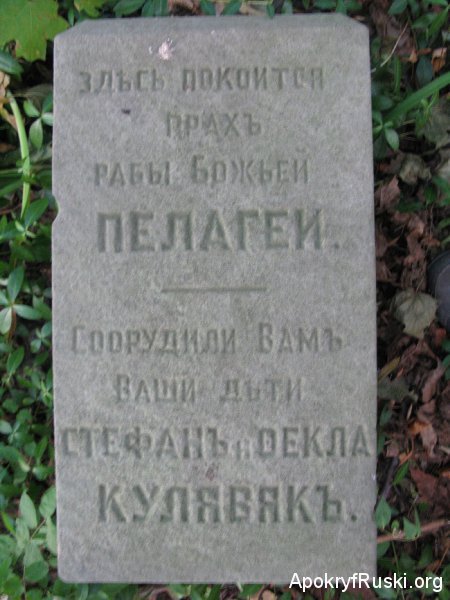 Здѣсь покоится
прахъ
рабы Божьей
ПЕЛАГЕИ.
Соорудили Вамъ
Ваши дѣти
СТЕФАНЪ и ѲЕКЛА
КУЛЯВЯКЪ.
ApokryfRuski.org